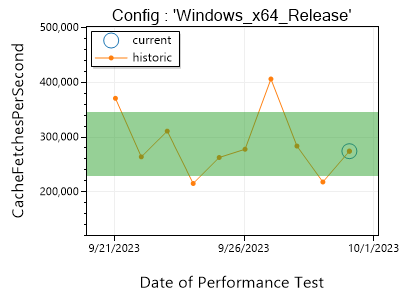 Config : 'Windows_x64_Release'
500,000
400,000
300,000
200,000
CacheFetchesPerSecond
current
historic
9/21/2023
9/26/2023
10/1/2023
Date of Performance Test